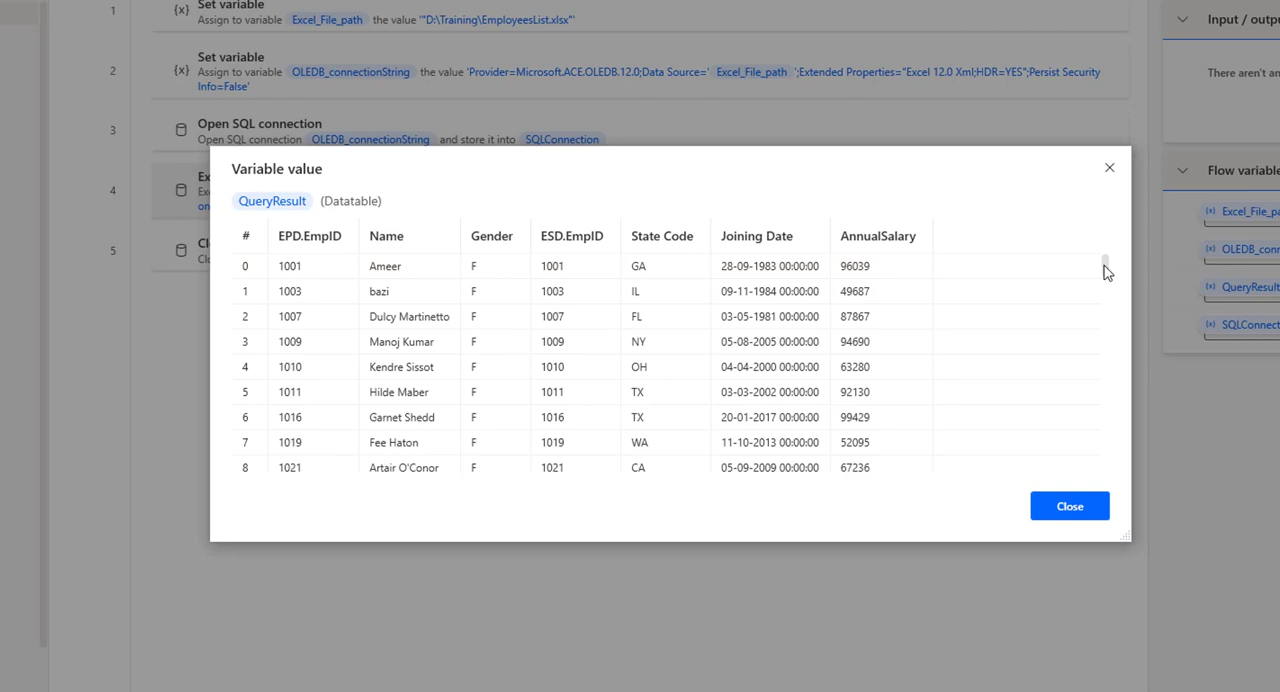 1
{x}
Set variable
Assign to variable Excel_File_path the value '"D:\Training\EmployeesList.xlsx"'
2
{x}
Set variable
Assign to variable OLEDB_connectionString the value 'Provider=Microsoft.ACE.OLEDB.12.0;Data Source=' Excel_File_path ';Extended Properties="Excel 12.0 Xml;HDR=YES";Persist Security
Info=False'
3
Open SQL connection
Open SQL connection OLEDB_connectionString and store it into SQLConnection
4
Ex
Exe
on
5
Cl
Clo
Variable value
QueryResult (Datatable)
# EPD.EmpID Name Gender ESD.EmpID State Code Joining Date AnnualSalary
0 1001 Ameer F 1001 GA 28-09-1983 00:00:00 96039
1 1003 bazi F 1003 IL 09-11-1984 00:00:00 49687
2 1007 Dulcy Martinetto F 1007 FL 03-05-1981 00:00:00 87867
3 1009 Manoj Kumar F 1009 NY 05-08-2005 00:00:00 94690
4 1010 Kendre Sissot F 1010 OH 04-04-2000 00:00:00 63280
5 1011 Hilde Maber F 1011 TX 03-03-2002 00:00:00 92130
6 1016 Garnet Shedd F 1016 TX 20-01-2017 00:00:00 99429
7 1019 Fee Haton F 1019 WA 11-10-2013 00:00:00 52095
8 1021 Artair O'Conor F 1021 CA 05-09-2009 00:00:00 67236
Close
Input / outpu
There aren't an
Flow variable
(x) Excel_File_pa
(x) OLEDB_conn
(x) QueryResult
(x) SQLConnect